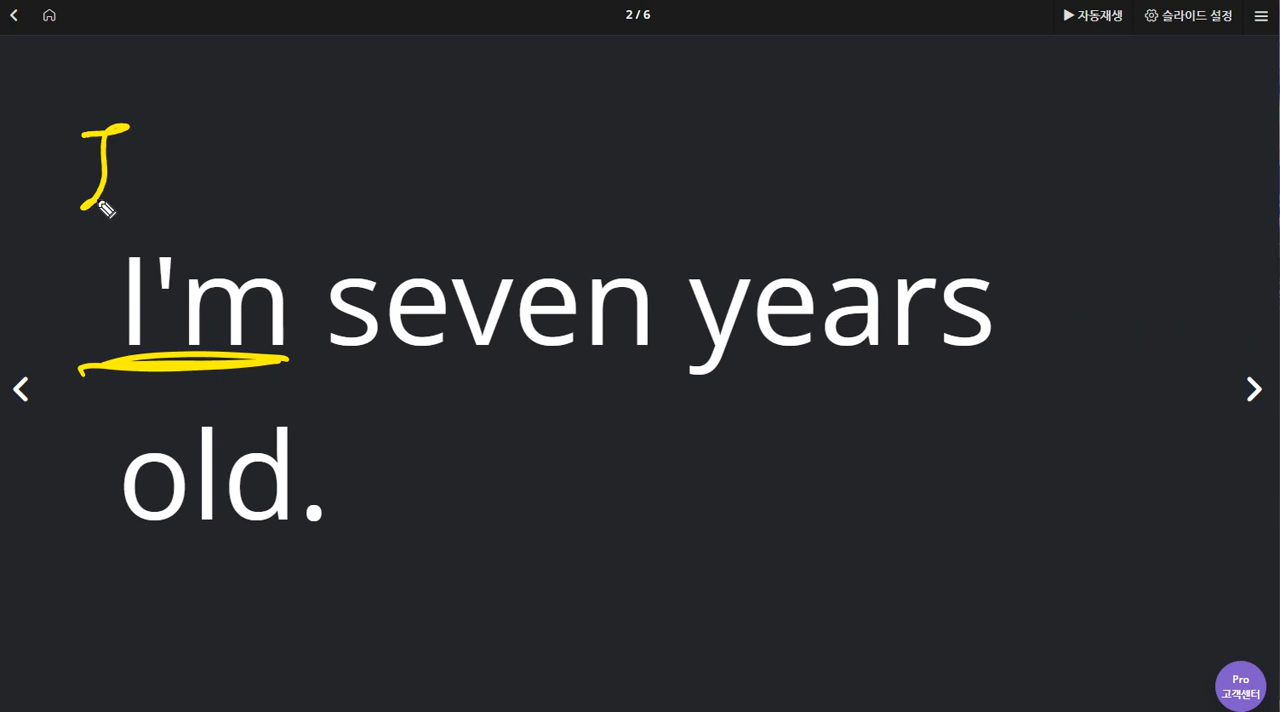 2 / 6
자동재생
슬라이드 설정
I
I'm seven years
old.
Pro
고객센터